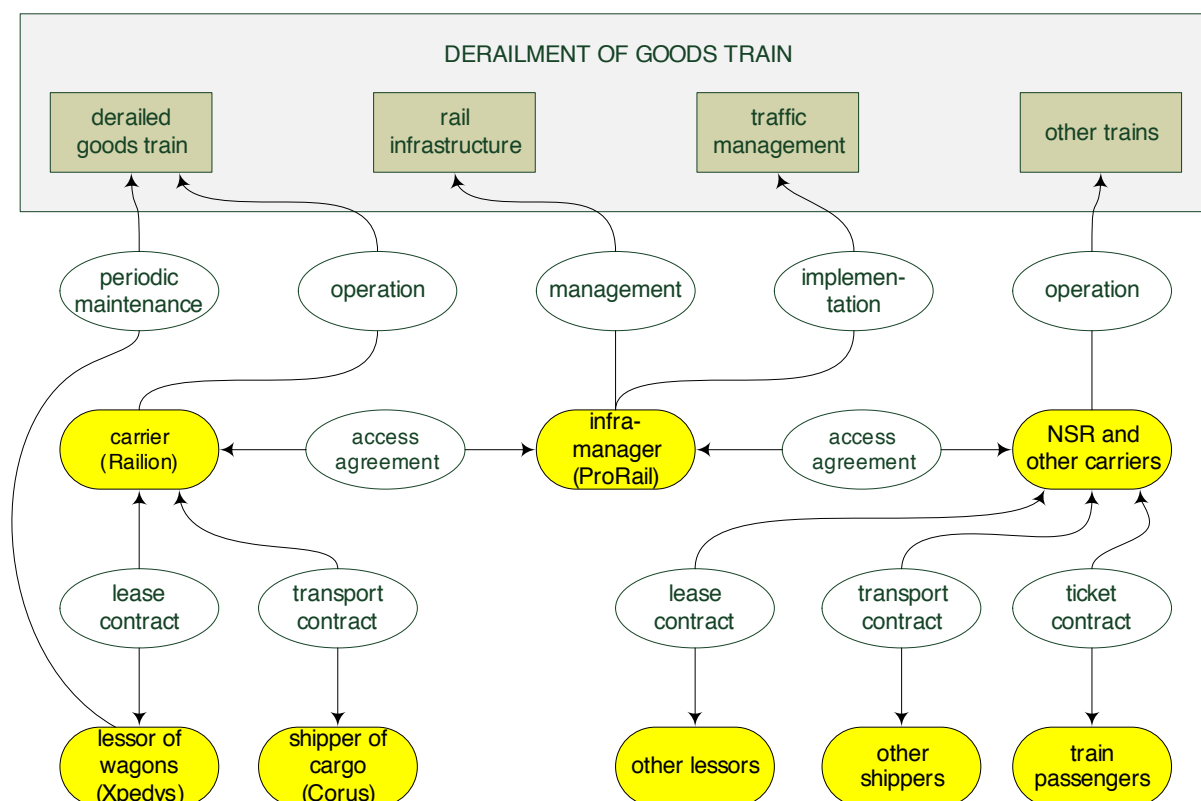 DERAILMENT OF GOODS TRAIN
derailed
goods train
rail
infrastructure
traffic
management
other trains
periodic
maintenance
operation
management
implemen-
tation
operation
carrier
(Railion)
access
agreement
infra-
manager
(ProRail)
access
agreement
NSR and
other carriers
lease
contract
transport
contract
lease
contract
transport
contract
ticket
contract
lessor of
wagons
(Xpedys)
shipper of
cargo
(Corus)
other lessors
other
shippers
train
passengers